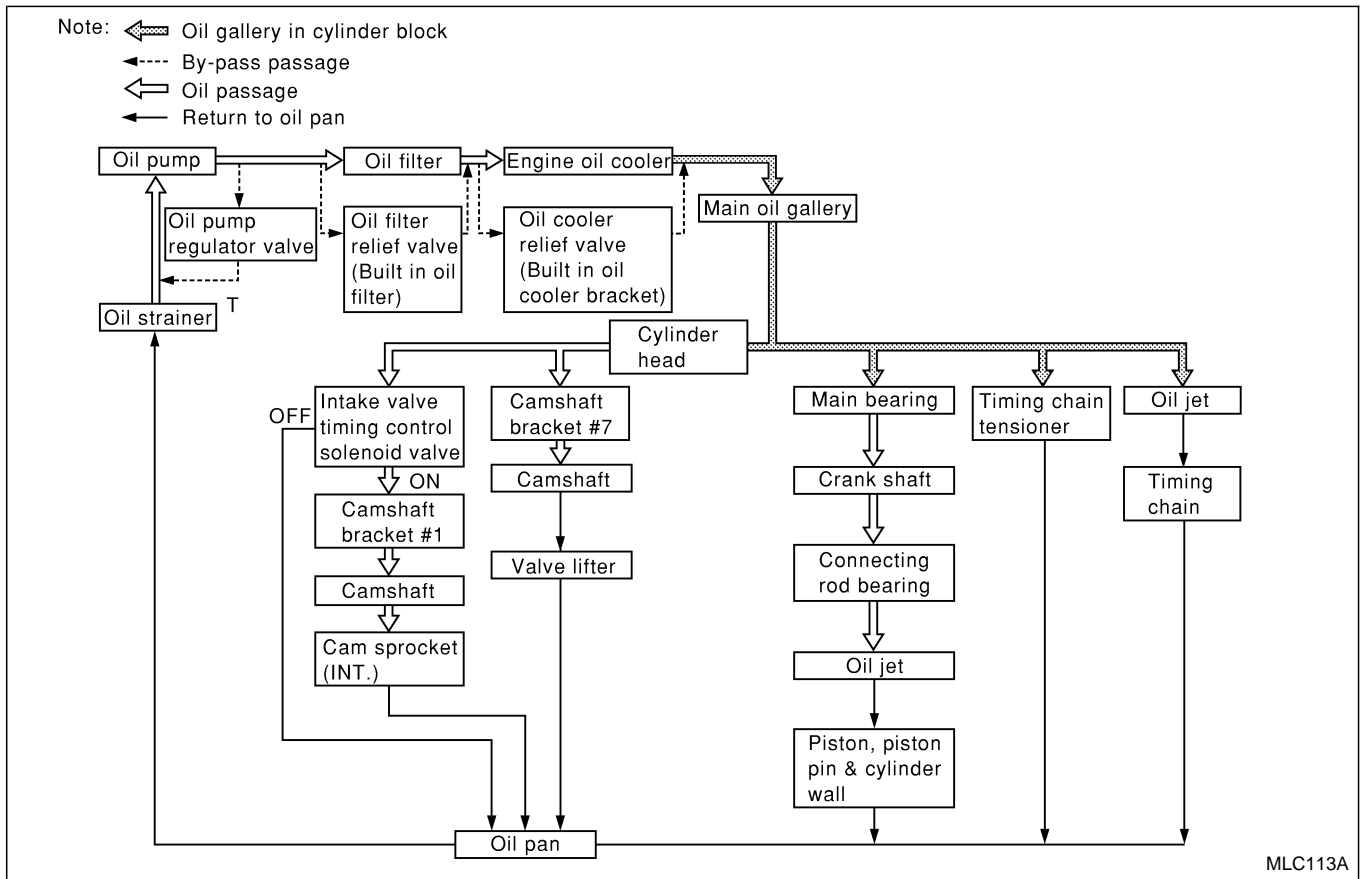 Note:
Oil gallery in cylinder block
By-pass passage
Oil passage
Return to oil pan
Oil pump
Oil filter
Engine oil cooler
Main oil gallery
Oil pump
regulator valve
Oil filter
relief valve
(Built in oil
filter)
Oil cooler
relief valve
(Built in oil
cooler bracket)
T
Oil strainer
Cylinder
head
OFF
Intake valve
timing control
solenoid valve
Camshaft
bracket #7
Main bearing
Timing chain
tensioner
Oil jet
ON
Camshaft
Crank shaft
Timing
chain
Camshaft
bracket #1
Valve lifter
Connecting
rod bearing
Camshaft
Cam sprocket
(INT.)
Oil jet
Piston, piston
pin & cylinder
wall
Oil pan
MLC113A